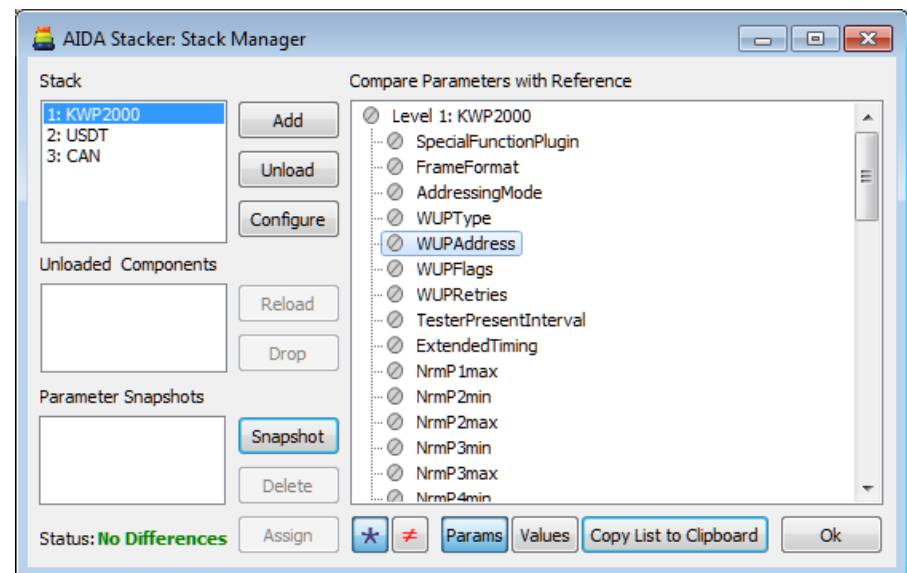 AIDA Stacker: Stack Manager
Stack
1: KWP2000
2: USDT
3: CAN
Add
Unload
Configure
Unloaded Components
Reload
Drop
Parameter Snapshots
Snapshot
Delete
Status: No Differences
Assign
Compare Parameters with Reference
Level 1: KWP2000
SpecialFunctionPlugin
FrameFormat
AddressingMode
WUPType
WUPAddress
WUPFlags
WUPRetries
TesterPresentInterval
ExtendedTiming
NrmP1max
NrmP2min
NrmP2max
NrmP3min
NrmP3max
NrmP4min
* ≠ Params Values Copy List to Clipboard Ok